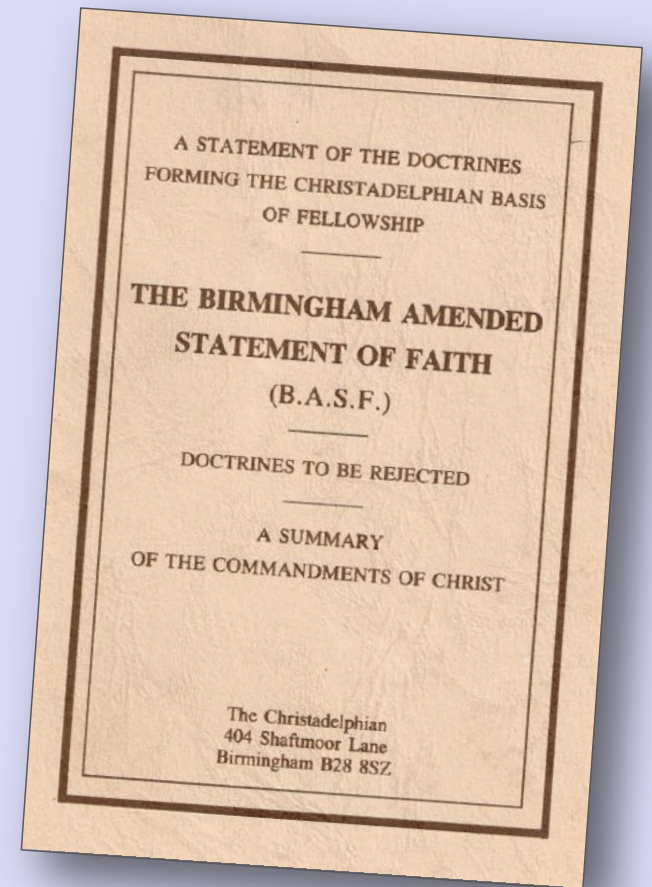 A STATEMENT OF THE DOCTRINES
FORMING THE CHRISTADELPHIAN BASIS
OF FELLOWSHIP
THE BIRMINGHAM AMENDED
STATEMENT OF FAITH
(B.A.S.F.)
DOCTRINES TO BE REJECTED
A SUMMARY
OF THE COMMANDMENTS OF CHRIST
The Christadelphian
404 Shaftmoor Lane
Birmingham B28 8SZ